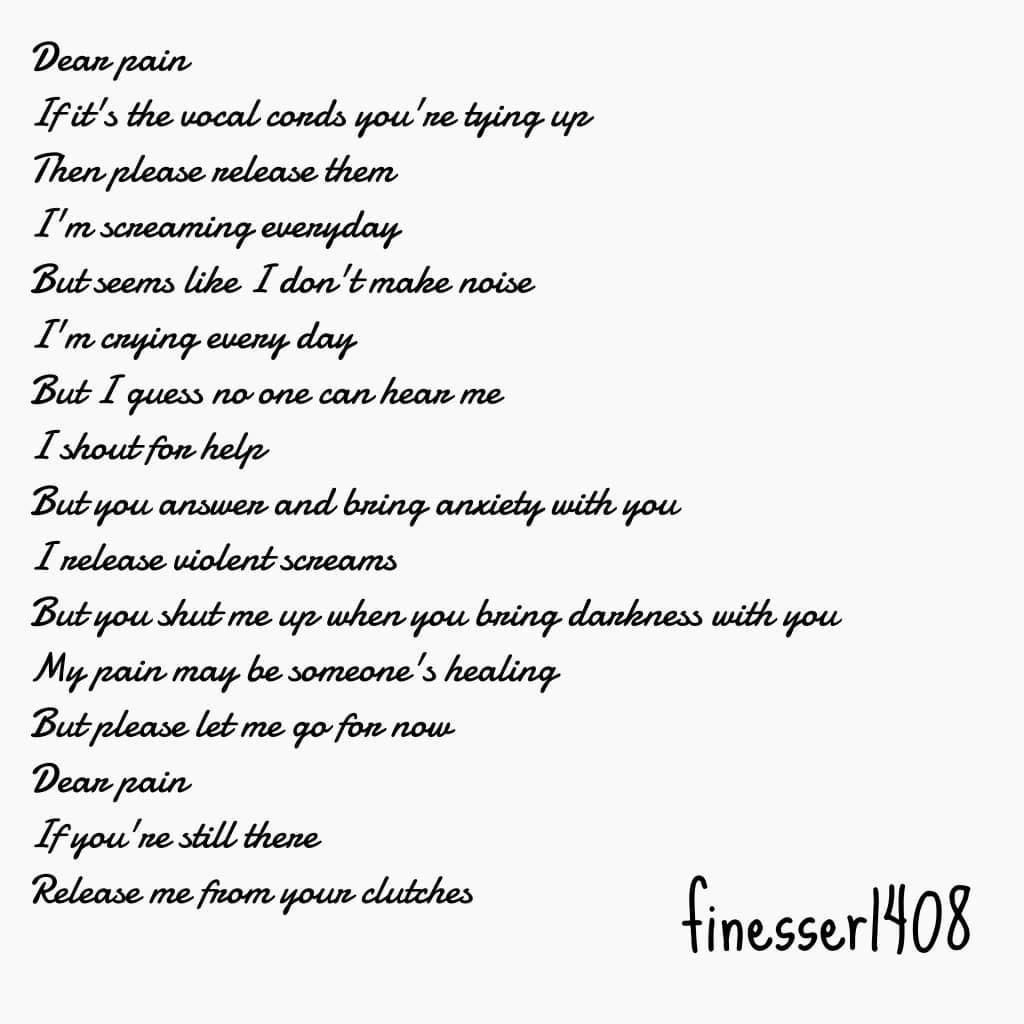 Dear pain
If it's the vocal cords you're tying up
Then please release them
I'm screaming everyday
But seems like I don't make noise
I'm crying every day
But I guess no one can hear me
I shout for help
But you answer and bring anxiety with you
I release violent screams
But you shut me up when you bring darkness with you
My pain may be someone's healing
But please let me go for now
Dear pain
If you're still there
Release me from your clutches
finesser1408